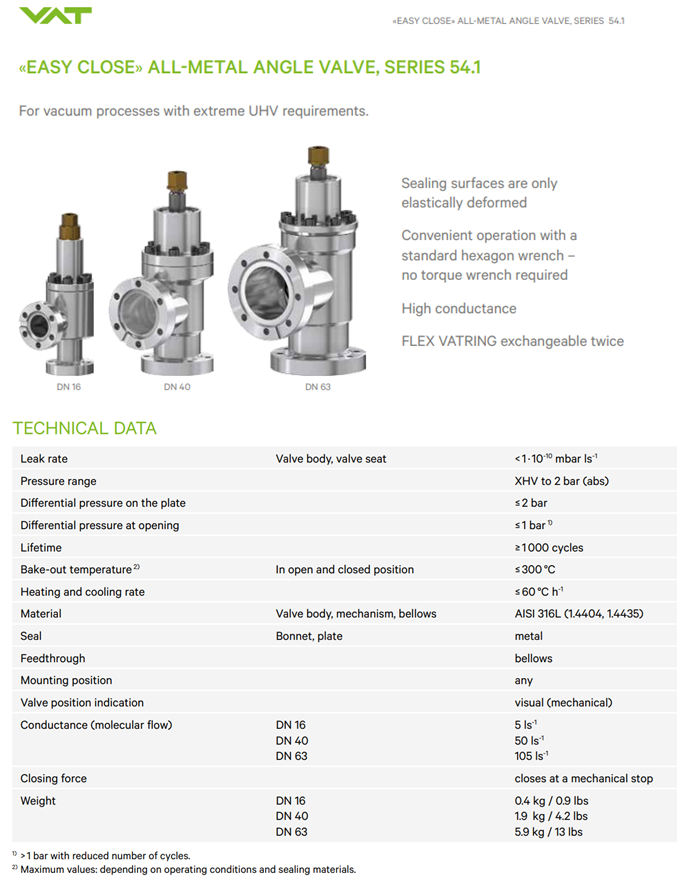 VAT
«EASY CLOSE» ALL-METAL ANGLE VALVE, SERIES 54.1
«EASY CLOSE» ALL-METAL ANGLE VALVE, SERIES 54.1
For vacuum processes with extreme UHV requirements.
Sealing surfaces are only
elastically deformed
Convenient operation with a
standard hexagon wrench –
no torque wrench required
High conductance
FLEX VATRING exchangeable twice
DN 16 DN 40 DN 63
TECHNICAL DATA
Leak rate Valve body, valve seat <1·10⁻¹⁰ mbar ls⁻¹
Pressure range XHV to 2 bar (abs)
Differential pressure on the plate ≤2 bar
Differential pressure at opening ≤1 bar ¹⁾
Lifetime ≥1000 cycles
Bake-out temperature ²⁾ In open and closed position ≤300 °C
Heating and cooling rate ≤60 °C h⁻¹
Material Valve body, mechanism, bellows AISI 316L (1.4404, 1.4435)
Seal Bonnet, plate metal
Feedthrough bellows
Mounting position any
Valve position indication visual (mechanical)
Conductance (molecular flow) DN 16 5 ls⁻¹
DN 40 50 ls⁻¹
DN 63 105 ls⁻¹
Closing force closes at a mechanical stop
Weight DN 16 0.4 kg / 0.9 lbs
DN 40 1.9 kg / 4.2 lbs
DN 63 5.9 kg / 13 lbs
¹⁾ >1 bar with reduced number of cycles.
²⁾ Maximum values: depending on operating conditions and sealing materials.